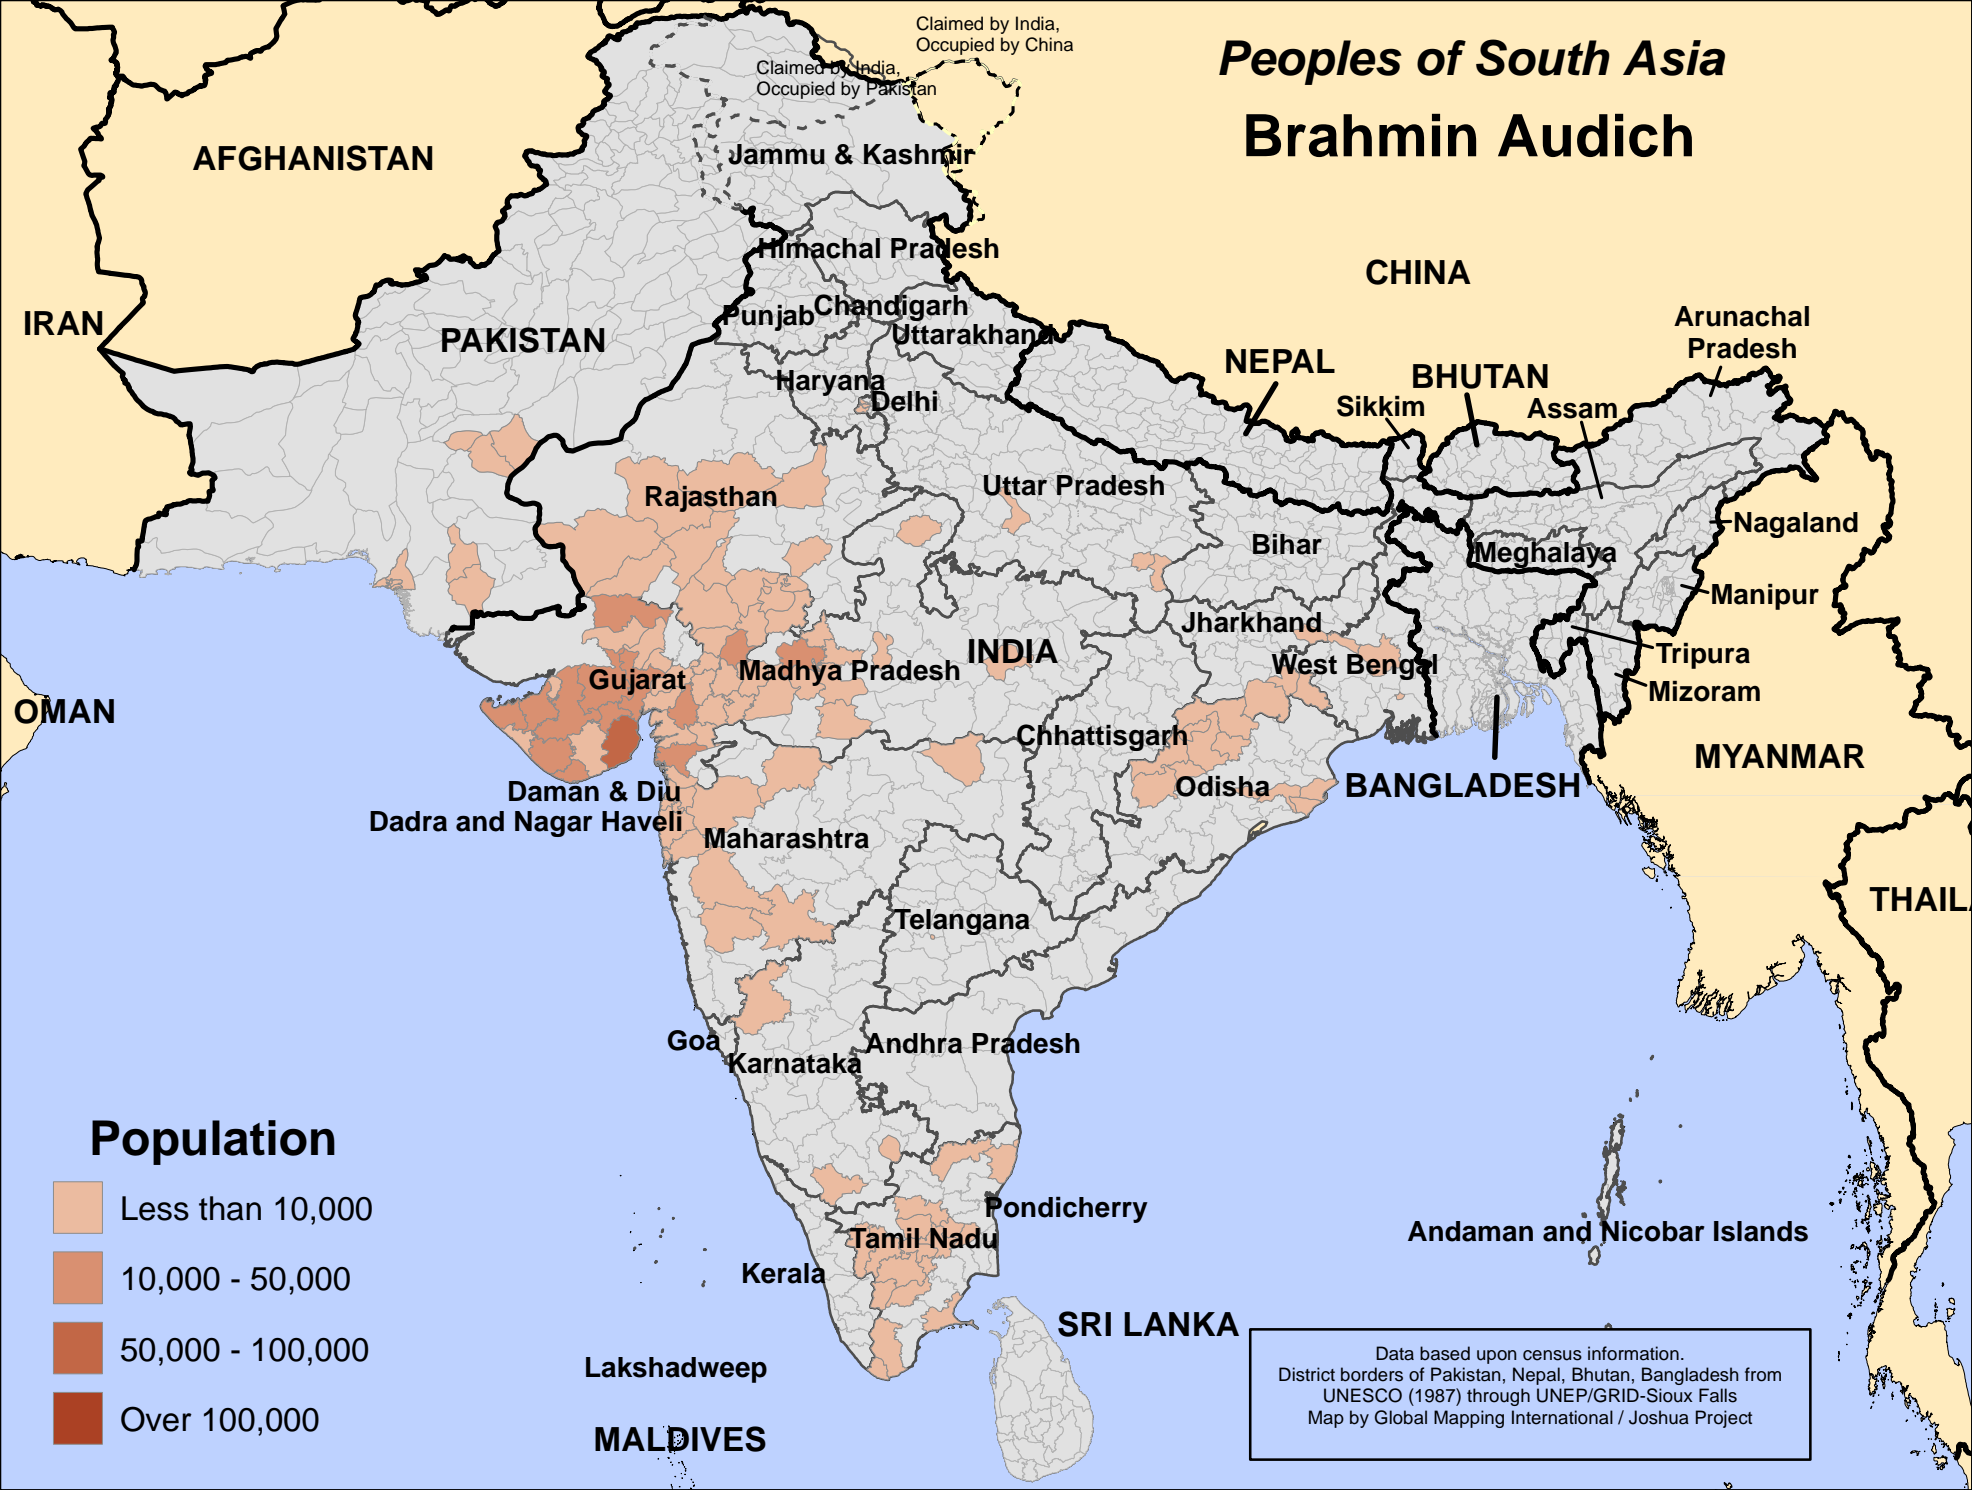 Peoples of South Asia
Brahmin Audich
Claimed by India,
Occupied by China
Claimed by India,
Occupied by Pakistan
AFGHANISTAN
Jammu & Kashmir
Himachal Pradesh
CHINA
IRAN
PAKISTAN
Punjab
Chandigarh
Uttarakhand
Arunachal
Pradesh
NEPAL
BHUTAN
Haryana
Delhi
Sikkim
Assam
Rajasthan
Uttar Pradesh
Nagaland
Bihar
Meghalaya
Manipur
Jharkhand
INDIA
Tripura
West Bengal
Madhya Pradesh
Gujarat
Mizoram
OMAN
Chhattisgarh
MYANMAR
Odisha
BANGLADESH
Daman & Diu
Dadra and Nagar Haveli
Maharashtra
THAIL
Telangana
Goa
Andhra Pradesh
Karnataka
Pondicherry
Andaman and Nicobar Islands
Tamil Nadu
Kerala
SRI LANKA
Lakshadweep
MALDIVES
Population
Less than 10,000
10,000 - 50,000
50,000 - 100,000
Over 100,000
Data based upon census information.
District borders of Pakistan, Nepal, Bhutan, Bangladesh from
UNESCO (1987) through UNEP/GRID-Sioux Falls
Map by Global Mapping International / Joshua Project